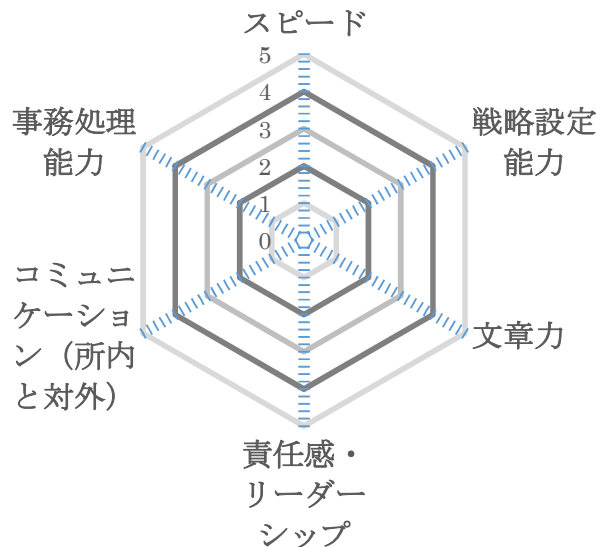 スピード
5
4
3
2
1
0
戦略設定
能力
文章力
責任感・
リーダー
シップ
コミュニ
ケーショ
ン（所内
と対外）
事務処理
能力